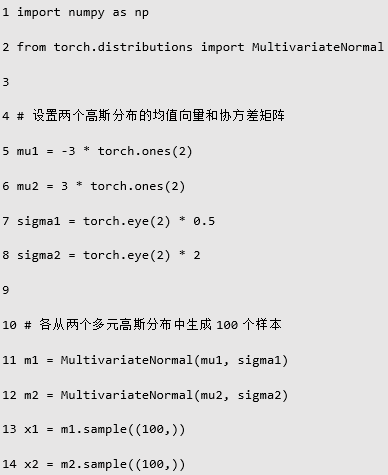 1 import numpy as np
2 from torch.distributions import MultivariateNormal
3
4 # 设置两个高斯分布的均值向量和协方差矩阵
5 mu1 = -3 * torch.ones(2)
6 mu2 = 3 * torch.ones(2)
7 sigma1 = torch.eye(2) * 0.5
8 sigma2 = torch.eye(2) * 2
9
10 # 各从两个多元高斯分布中生成100个样本
11 m1 = MultivariateNormal(mu1, sigma1)
12 m2 = MultivariateNormal(mu2, sigma2)
13 x1 = m1.sample((100,))
14 x2 = m2.sample((100,))